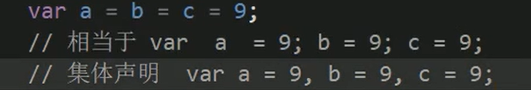 var a = b = c = 9;
// 相当于 var  a  = 9; b = 9; c = 9;
// 集体声明  var a = 9, b = 9, c = 9;